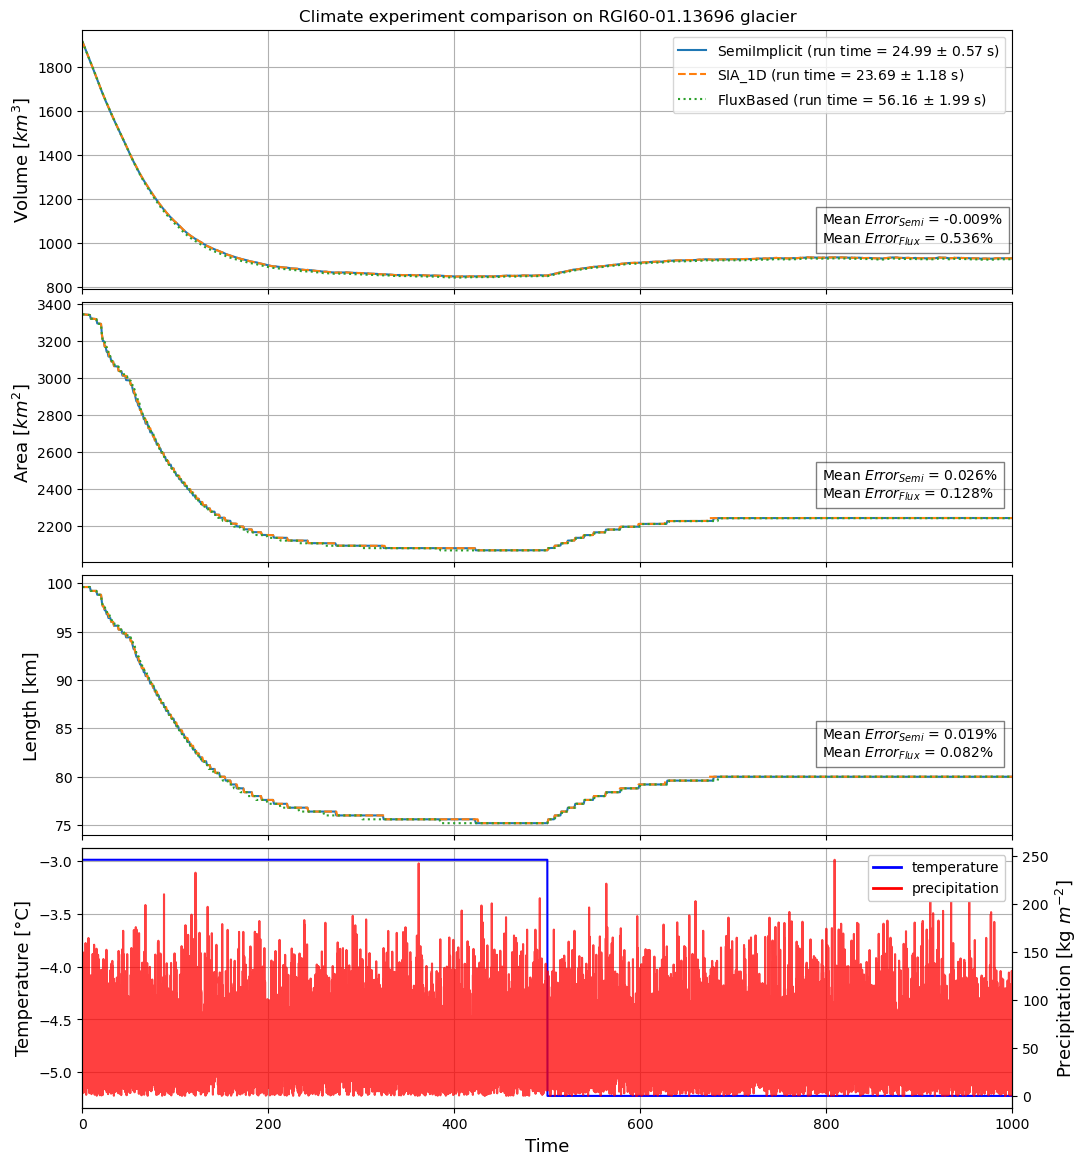 Climate experiment comparison on RGI60-01.13696 glacier
Volume [km³]
1800
1600
1400
1200
1000
800
SemiImplicit (run time = 24.99 ± 0.57 s)
SIA_1D (run time = 23.69 ± 1.18 s)
FluxBased (run time = 56.16 ± 1.99 s)
Mean Error_Semi = -0.009%
Mean Error_Flux = 0.536%
Area [km²]
3400
3200
3000
2800
2600
2400
2200
Mean Error_Semi = 0.026%
Mean Error_Flux = 0.128%
Length [km]
100
95
90
85
80
75
Mean Error_Semi = 0.019%
Mean Error_Flux = 0.082%
Temperature [°C]
−3.0
−3.5
−4.0
−4.5
−5.0
temperature
precipitation
250
200
150
100
50
0
Precipitation [kg m⁻²]
0 200 400 600 800 1000
Time